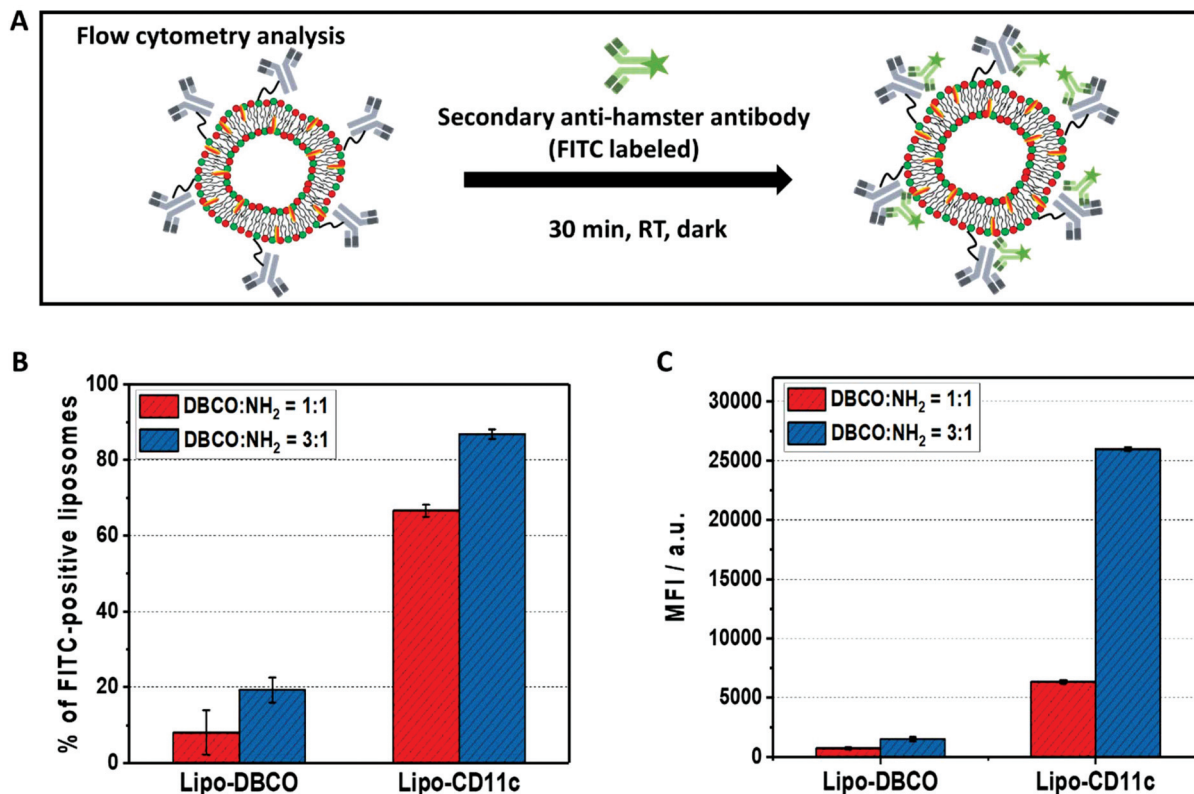 A
Flow cytometry analysis
Secondary anti-hamster antibody
(FITC labeled)
30 min, RT, dark
B
% of FITC-positive liposomes
100
80
60
40
20
0
DBCO:NH₂ = 1:1
DBCO:NH₂ = 3:1
Lipo-DBCO
Lipo-CD11c
C
MFI / a.u.
30000
25000
20000
15000
10000
5000
0
DBCO:NH₂ = 1:1
DBCO:NH₂ = 3:1
Lipo-DBCO
Lipo-CD11c